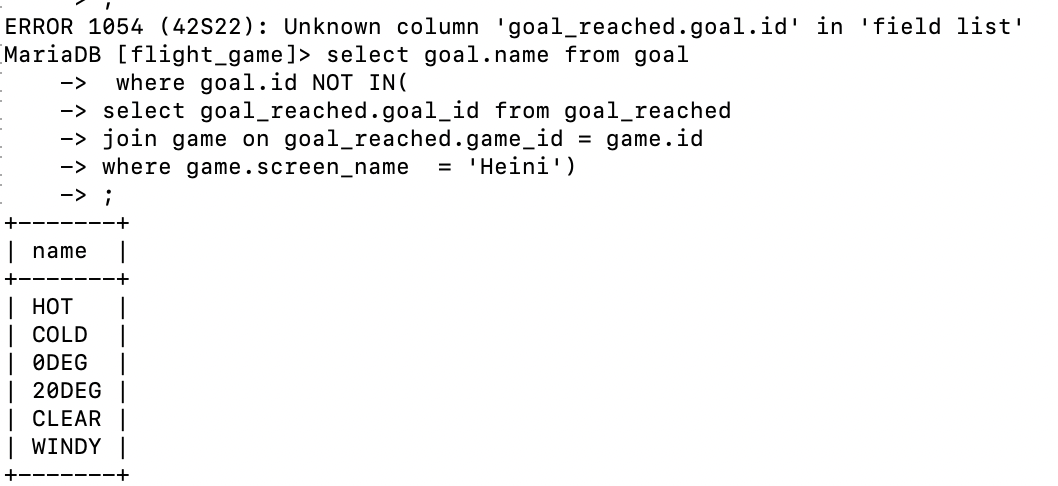 -> ;
ERROR 1054 (42S22): Unknown column 'goal_reached.goal.id' in 'field list'
MariaDB [flight_game]> select goal.name from goal
    ->  where goal.id NOT IN(
    -> select goal_reached.goal_id from goal_reached
    -> join game on goal_reached.game_id = game.id
    -> where game.screen_name  = 'Heini')
    -> ;
+-------+
| name  |
+-------+
| HOT   |
| COLD  |
| 0DEG  |
| 20DEG |
| CLEAR |
| WINDY |
+-------+